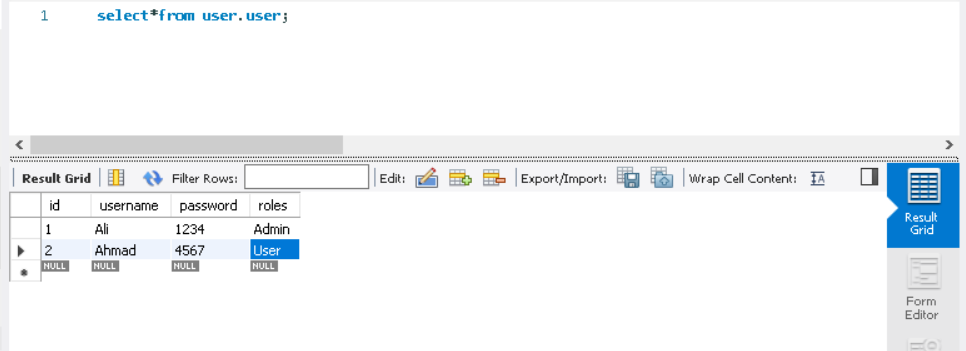 1 select*from user.user;
Result Grid Filter Rows: Edit: Export/Import: Wrap Cell Content: IA
id username password roles
1 Ali 1234 Admin
2 Ahmad 4567 User
NULL NULL NULL NULL
Result
Grid
Form
Editor